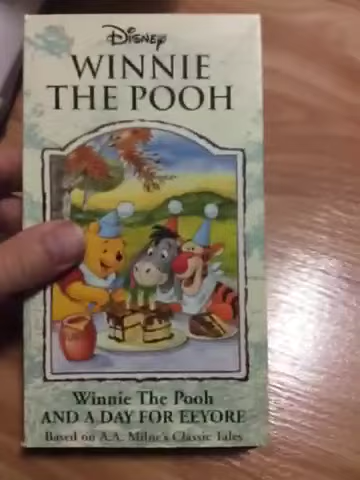 Disney
WINNIE
THE POOH
Winnie The Pooh
AND A DAY FOR EEYORE
Based on A.A. Milne's Classic Tales